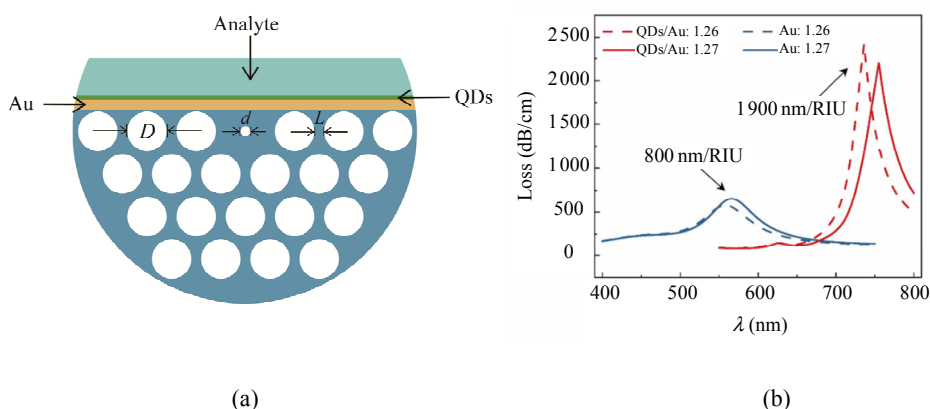 Analyte
Au
QDs
D
d
L
(a)
QDs/Au: 1.26
Au: 1.26
QDs/Au: 1.27
Au: 1.27
1900 nm/RIU
800 nm/RIU
Loss (dB/cm)
2 500
2 000
1 500
1 000
500
0
400 500 600 700 800
λ (nm)
(b)